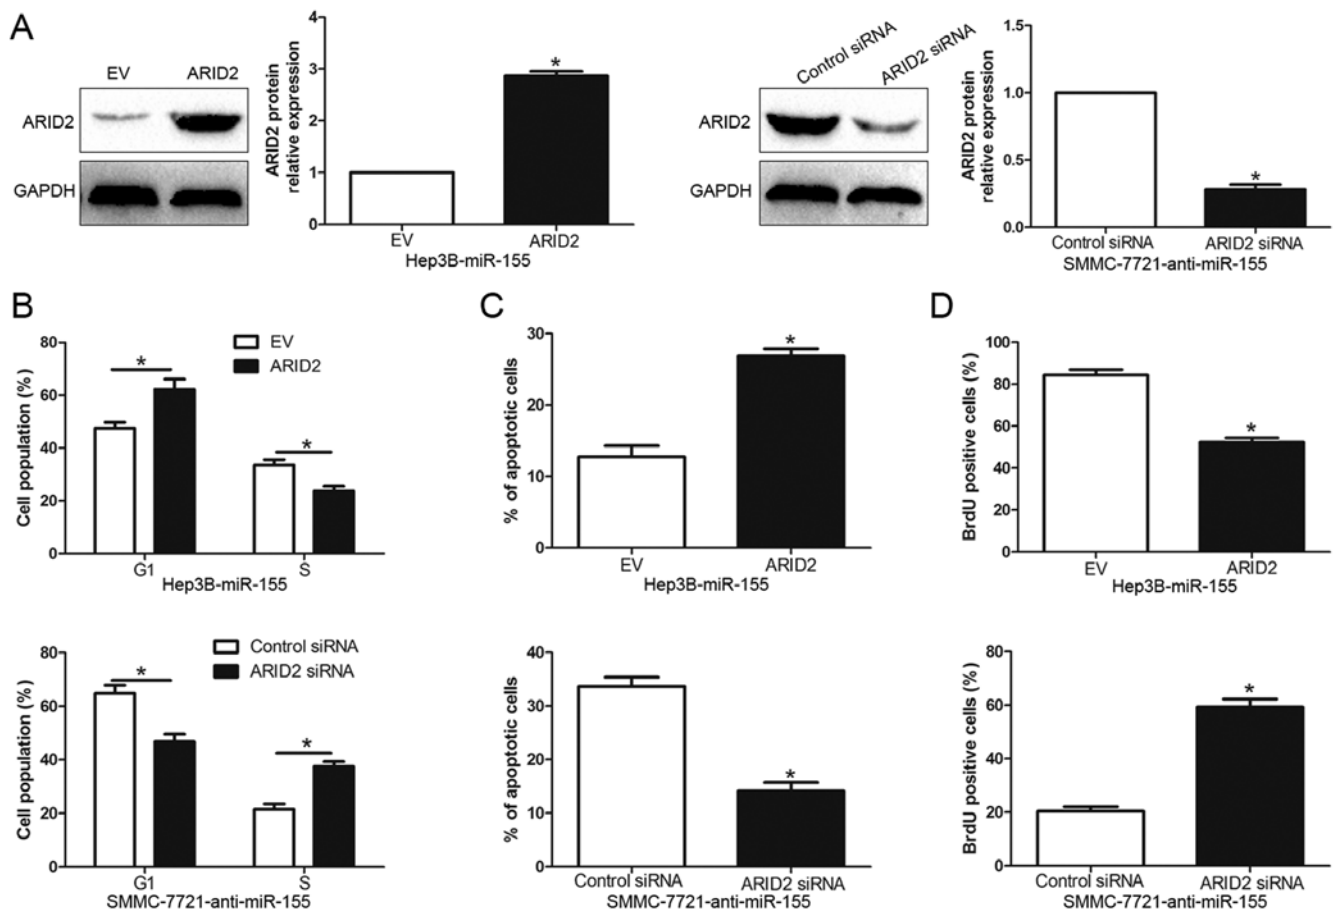 A
EV ARID2
ARID2
GAPDH
ARID2 protein
relative expression
4
3
2
1
0
*
EV ARID2
Hep3B-miR-155
Control siRNA
ARID2 siRNA
ARID2
GAPDH
ARID2 protein
relative expression
1.5
1.0
0.5
0.0
*
Control siRNA ARID2 siRNA
SMMC-7721-anti-miR-155
B
Cell population (%)
80
60
40
20
0
EV
ARID2
*
*
G1 S
Hep3B-miR-155
Cell population (%)
80
60
40
20
0
Control siRNA
ARID2 siRNA
*
*
G1 S
SMMC-7721-anti-miR-155
C
% of apoptotic cells
30
20
10
0
*
EV ARID2
Hep3B-miR-155
% of apoptotic cells
40
30
20
10
0
*
Control siRNA ARID2 siRNA
SMMC-7721-anti-miR-155
D
BrdU positive cells (%)
100
80
60
40
20
0
*
EV ARID2
Hep3B-miR-155
BrdU positive cells (%)
80
60
40
20
0
*
Control siRNA ARID2 siRNA
SMMC-7721-anti-miR-155